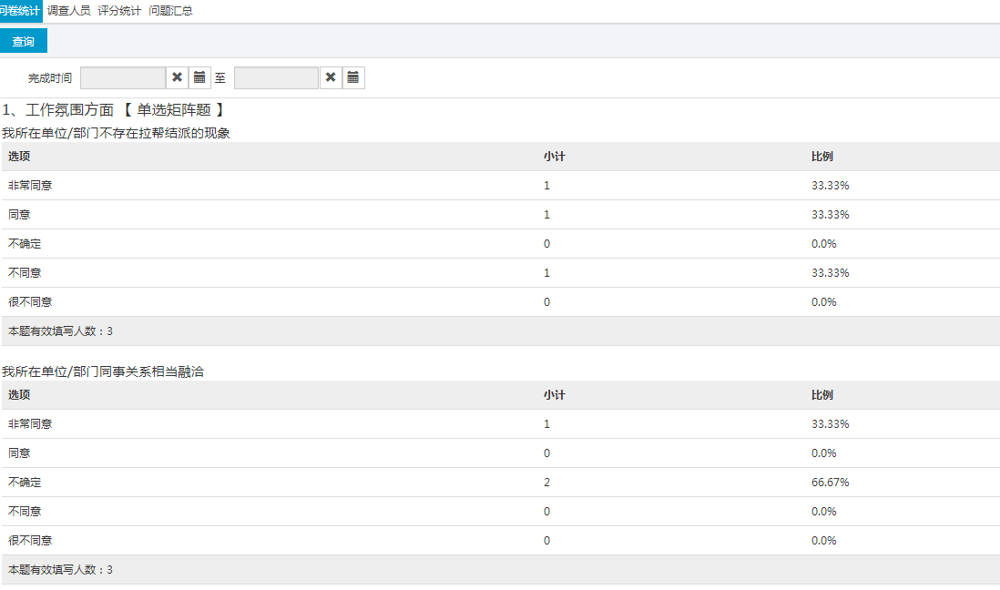 问卷统计 调查人员 评分统计 问题汇总
查询
完成时间 至
1、工作氛围方面 【 单选矩阵题 】
我所在单位/部门不存在拉帮结派的现象
选项 小计 比例
非常同意 1 33.33%
同意 1 33.33%
不确定 0 0.0%
不同意 1 33.33%
很不同意 0 0.0%
本题有效填写人数：3
我所在单位/部门同事关系相当融洽
选项 小计 比例
非常同意 1 33.33%
同意 0 0.0%
不确定 2 66.67%
不同意 0 0.0%
很不同意 0 0.0%
本题有效填写人数：3